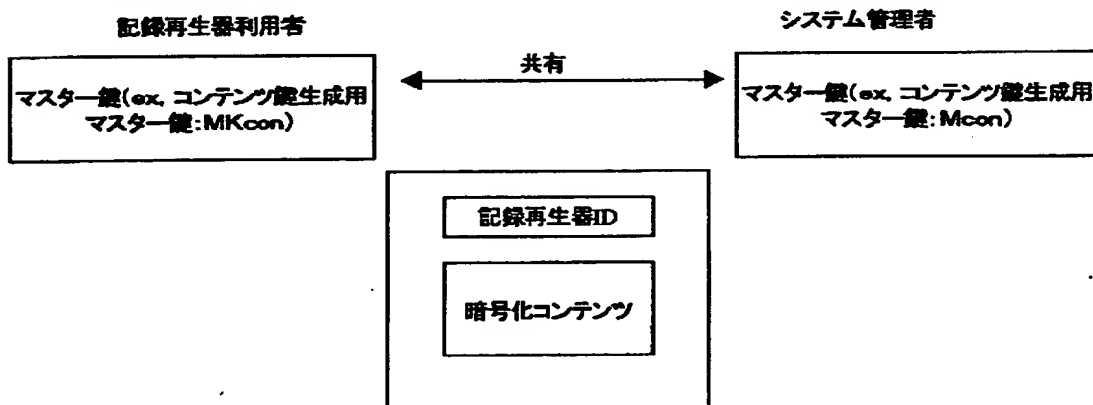 記録再生器利用者
システム管理者
共有
マスター鍵(ex, コンテンツ鍵生成用
マスター鍵:MKcon)
マスター鍵(ex, コンテンツ鍵生成用
マスター鍵:Mcon)
記録再生器ID
暗号化コンテンツ